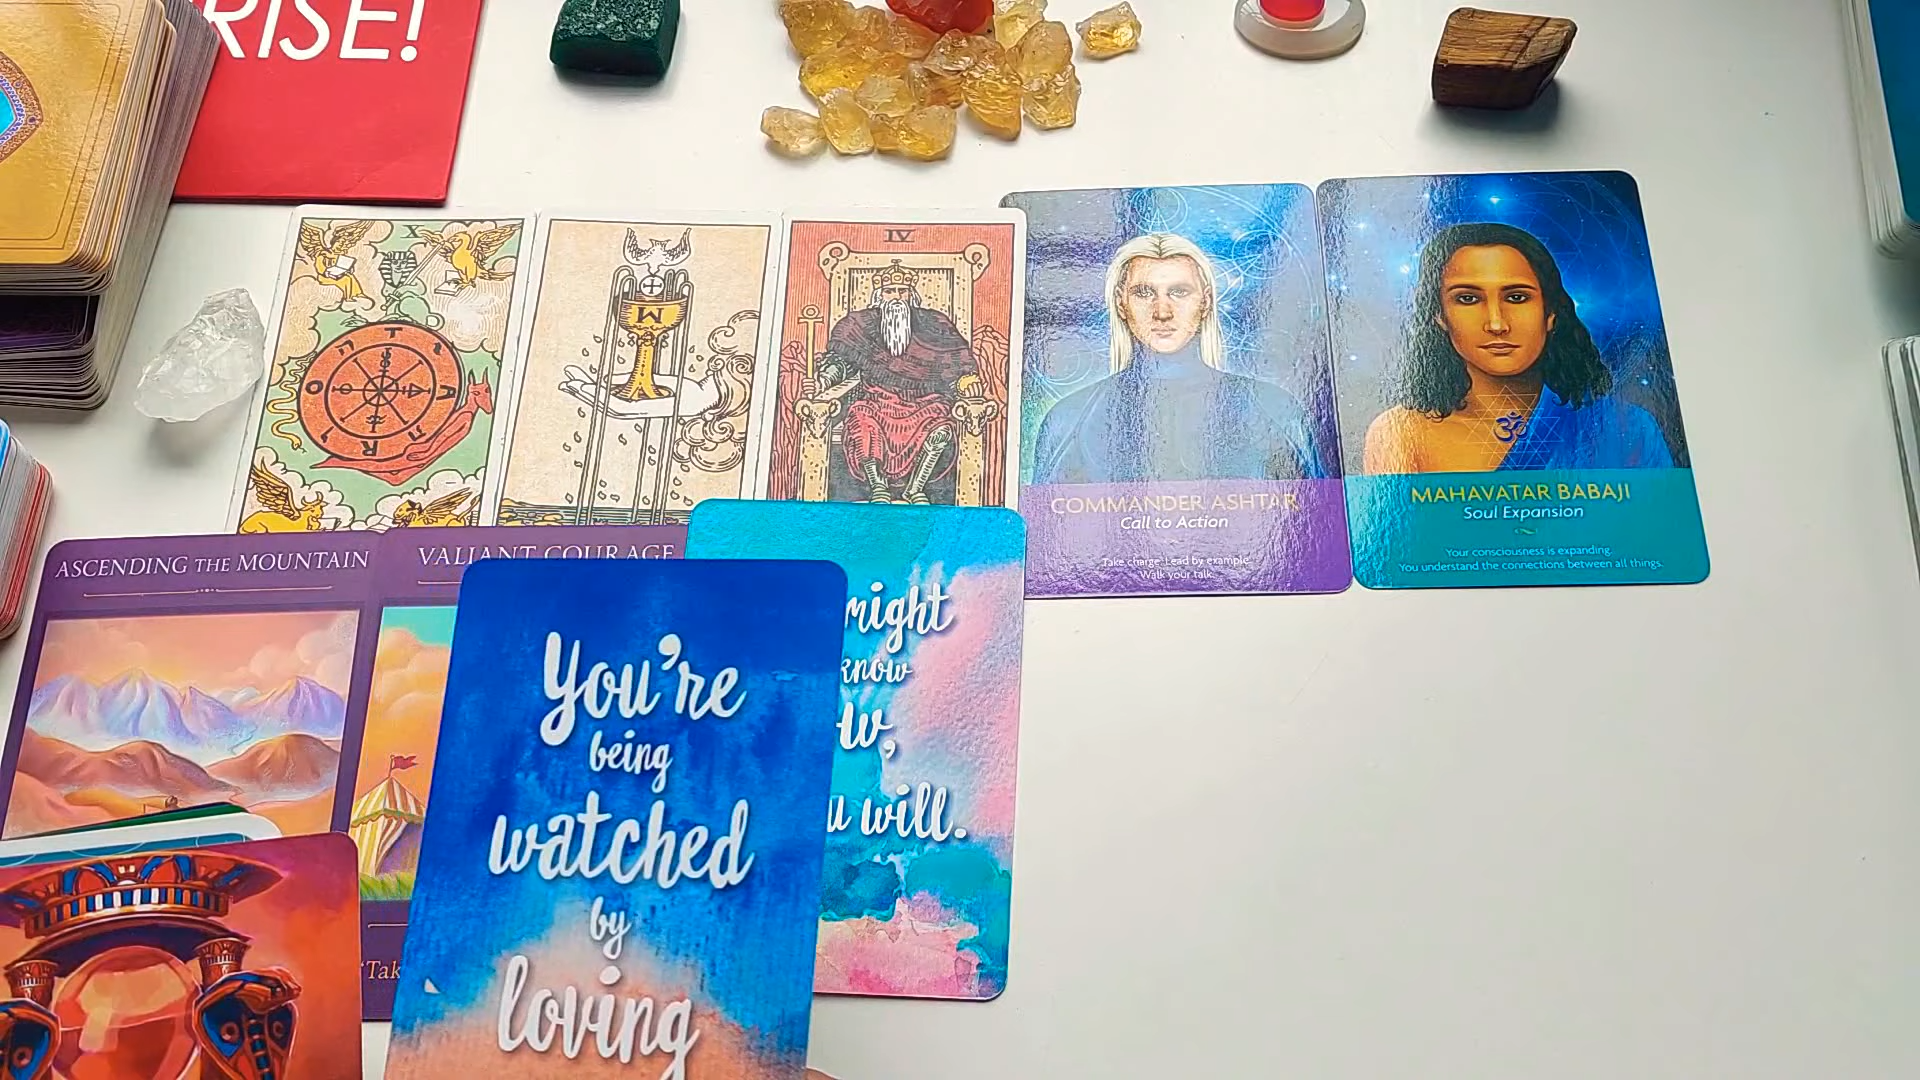 RISE!
X
IV
COMMANDER ASHTAR
Call to Action
Take charge. Lead by example.
Walk your talk.
MAHAVATAR BABAJI
Soul Expansion
Your consciousness is expanding.
You understand the connections between all things.
ASCENDING THE MOUNTAIN
VALIANT COURAGE
You're
being
watched
by
loving
might
know
will.